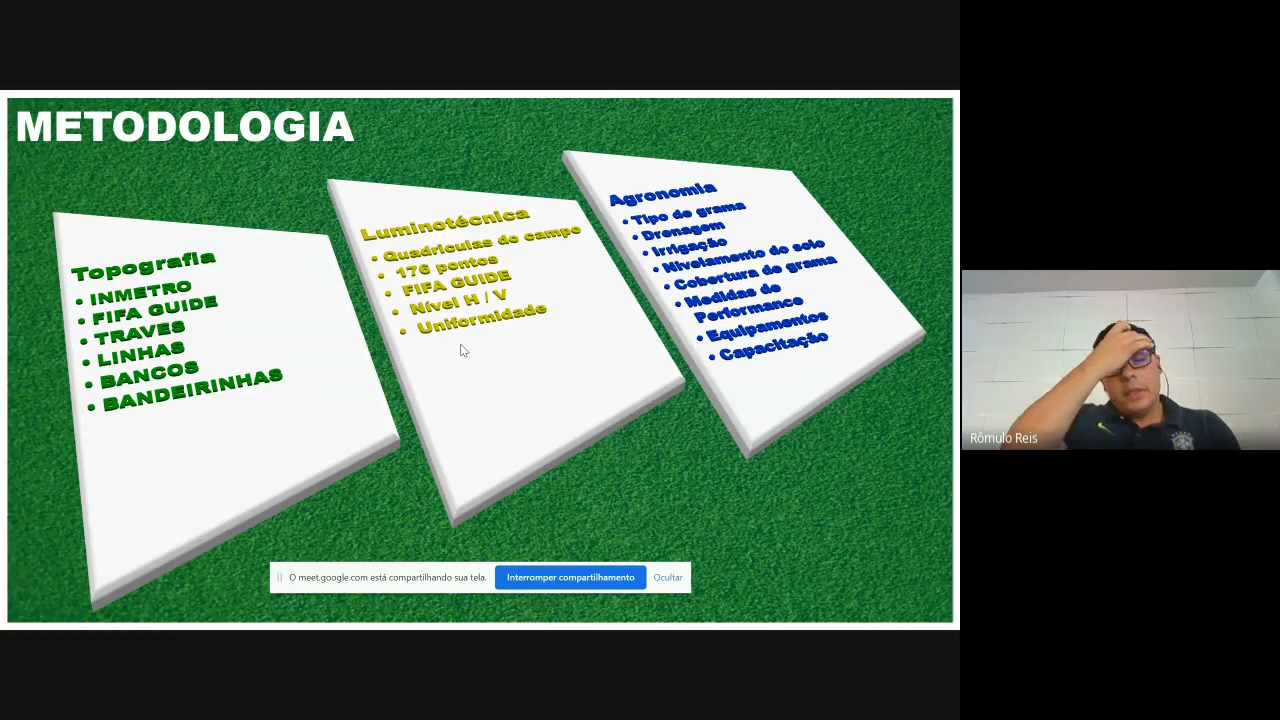 METODOLOGIA
Topografia
• INMETRO
• FIFA GUIDE
• TRAVES
• LINHAS
• BANCOS
• BANDEIRINHAS
Luminotécnica
• Quadrículas do campo
• 176 pontos
• FIFA GUIDE
• Nível H / V
• Uniformidade
Agronomia
• Tipo de grama
• Drenagem
• Irrigação
• Nivelamento do solo
• Cobertura de grama
• Medidas de
Performance
• Equipamentos
• Capacitação
O meet.google.com está compartilhando sua tela.
Interromper compartilhamento
Ocultar
Rômulo Reis